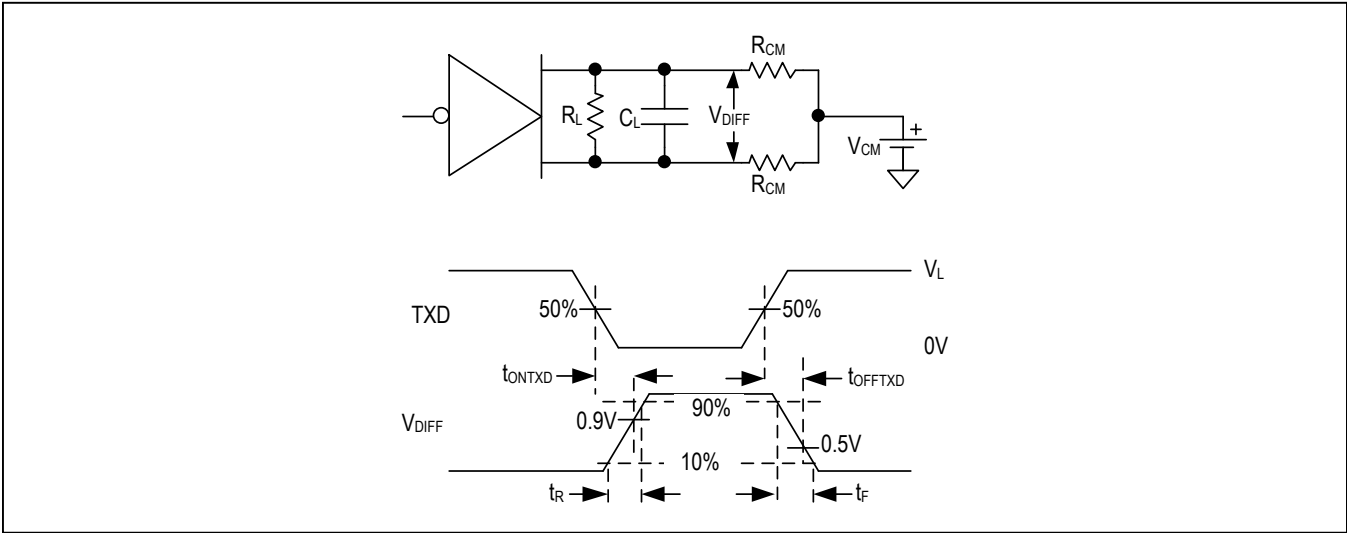 RCM
RL
CL
VDIFF
VCM
+
RCM
VL
TXD
50%
50%
0V
tONTXD
tOFFTXD
90%
VDIFF
0.9V
0.5V
10%
tR
tF